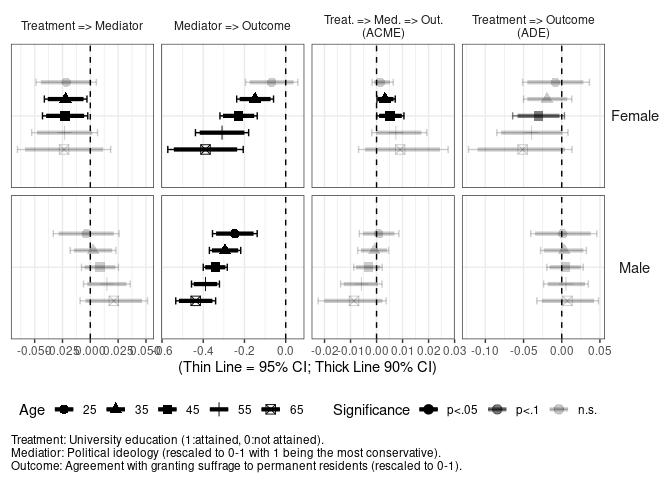 Treatment => Mediator
Mediator => Outcome
Treat. => Med. => Out.
(ACME)
Treatment => Outcome
(ADE)
Female
Male
-0.050 -0.025 0.000 0.025 0.050
-0.6 -0.4 -0.2 0.0
-0.02 -0.01 0.00 0.01 0.02 0.03
-0.10 -0.05 0.00 0.05
(Thin Line = 95% CI; Thick Line 90% CI)
Age 25 35 45 55 65 Significance p<.05 p<.1 n.s.
Treatment: University education (1:attained, 0:not attained).
Mediatior: Political ideology (rescaled to 0-1 with 1 being the most conservative).
Outcome: Agreement with granting suffrage to permanent residents (rescaled to 0-1).